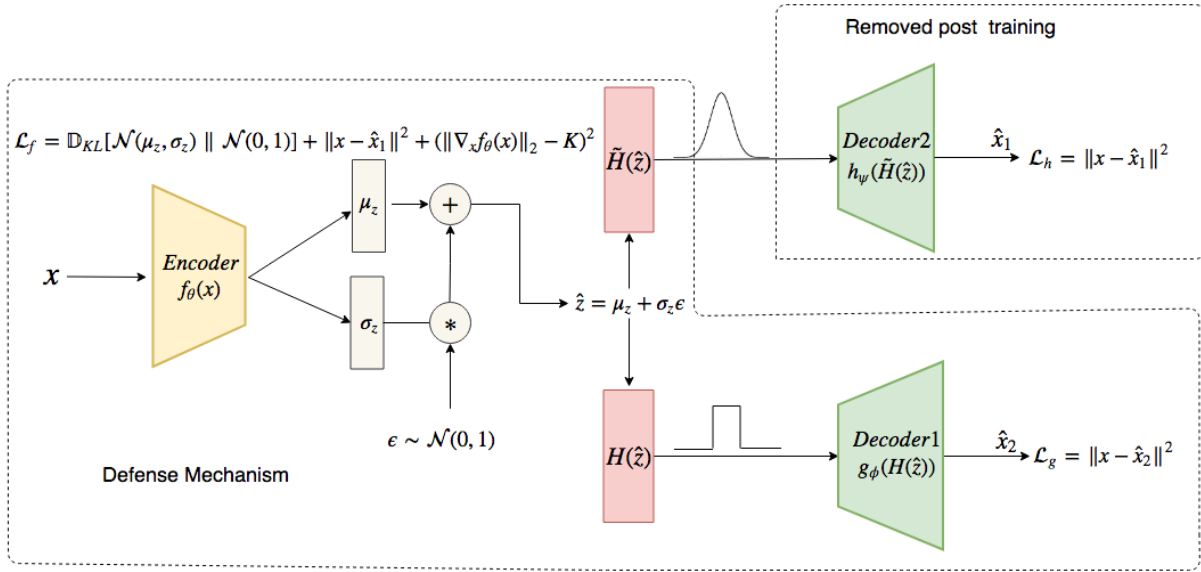 Removed post training
ℒ_f = 𝔻_KL[𝒩(μ_z, σ_z) ∥ 𝒩(0, 1)] + ∥x − x̂_1∥^2 + (∥∇_x f_θ(x)∥_2 − K)^2
H̃(ẑ)
Decoder2
h_ψ(H̃(ẑ))
x̂_1
ℒ_h = ∥x − x̂_1∥^2
μ_z
+
x
Encoder
f_θ(x)
σ_z
*
ẑ = μ_z + σ_z ϵ
ϵ ∼ 𝒩(0, 1)
Defense Mechanism
H(ẑ)
Decoder1
g_ϕ(H(ẑ))
x̂_2
ℒ_g = ∥x − x̂_2∥^2